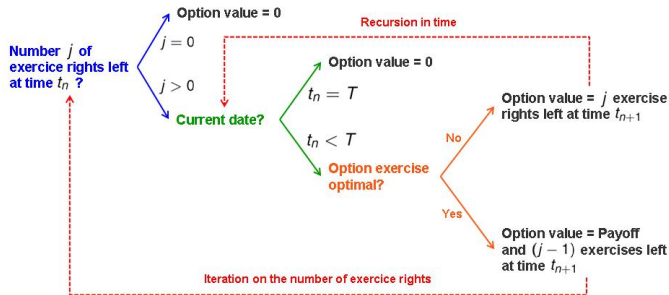 Option value = 0
Recursion in time
j = 0
Number j of
exercice rights left
at time tₙ ?
j > 0
Current date?
Option value = 0
tₙ = T
tₙ < T
Option exercise
optimal?
No
Option value = j exercise
rights left at time tₙ₊₁
Yes
Option value = Payoff
and (j − 1) exercises left
at time tₙ₊₁
Iteration on the number of exercice rights